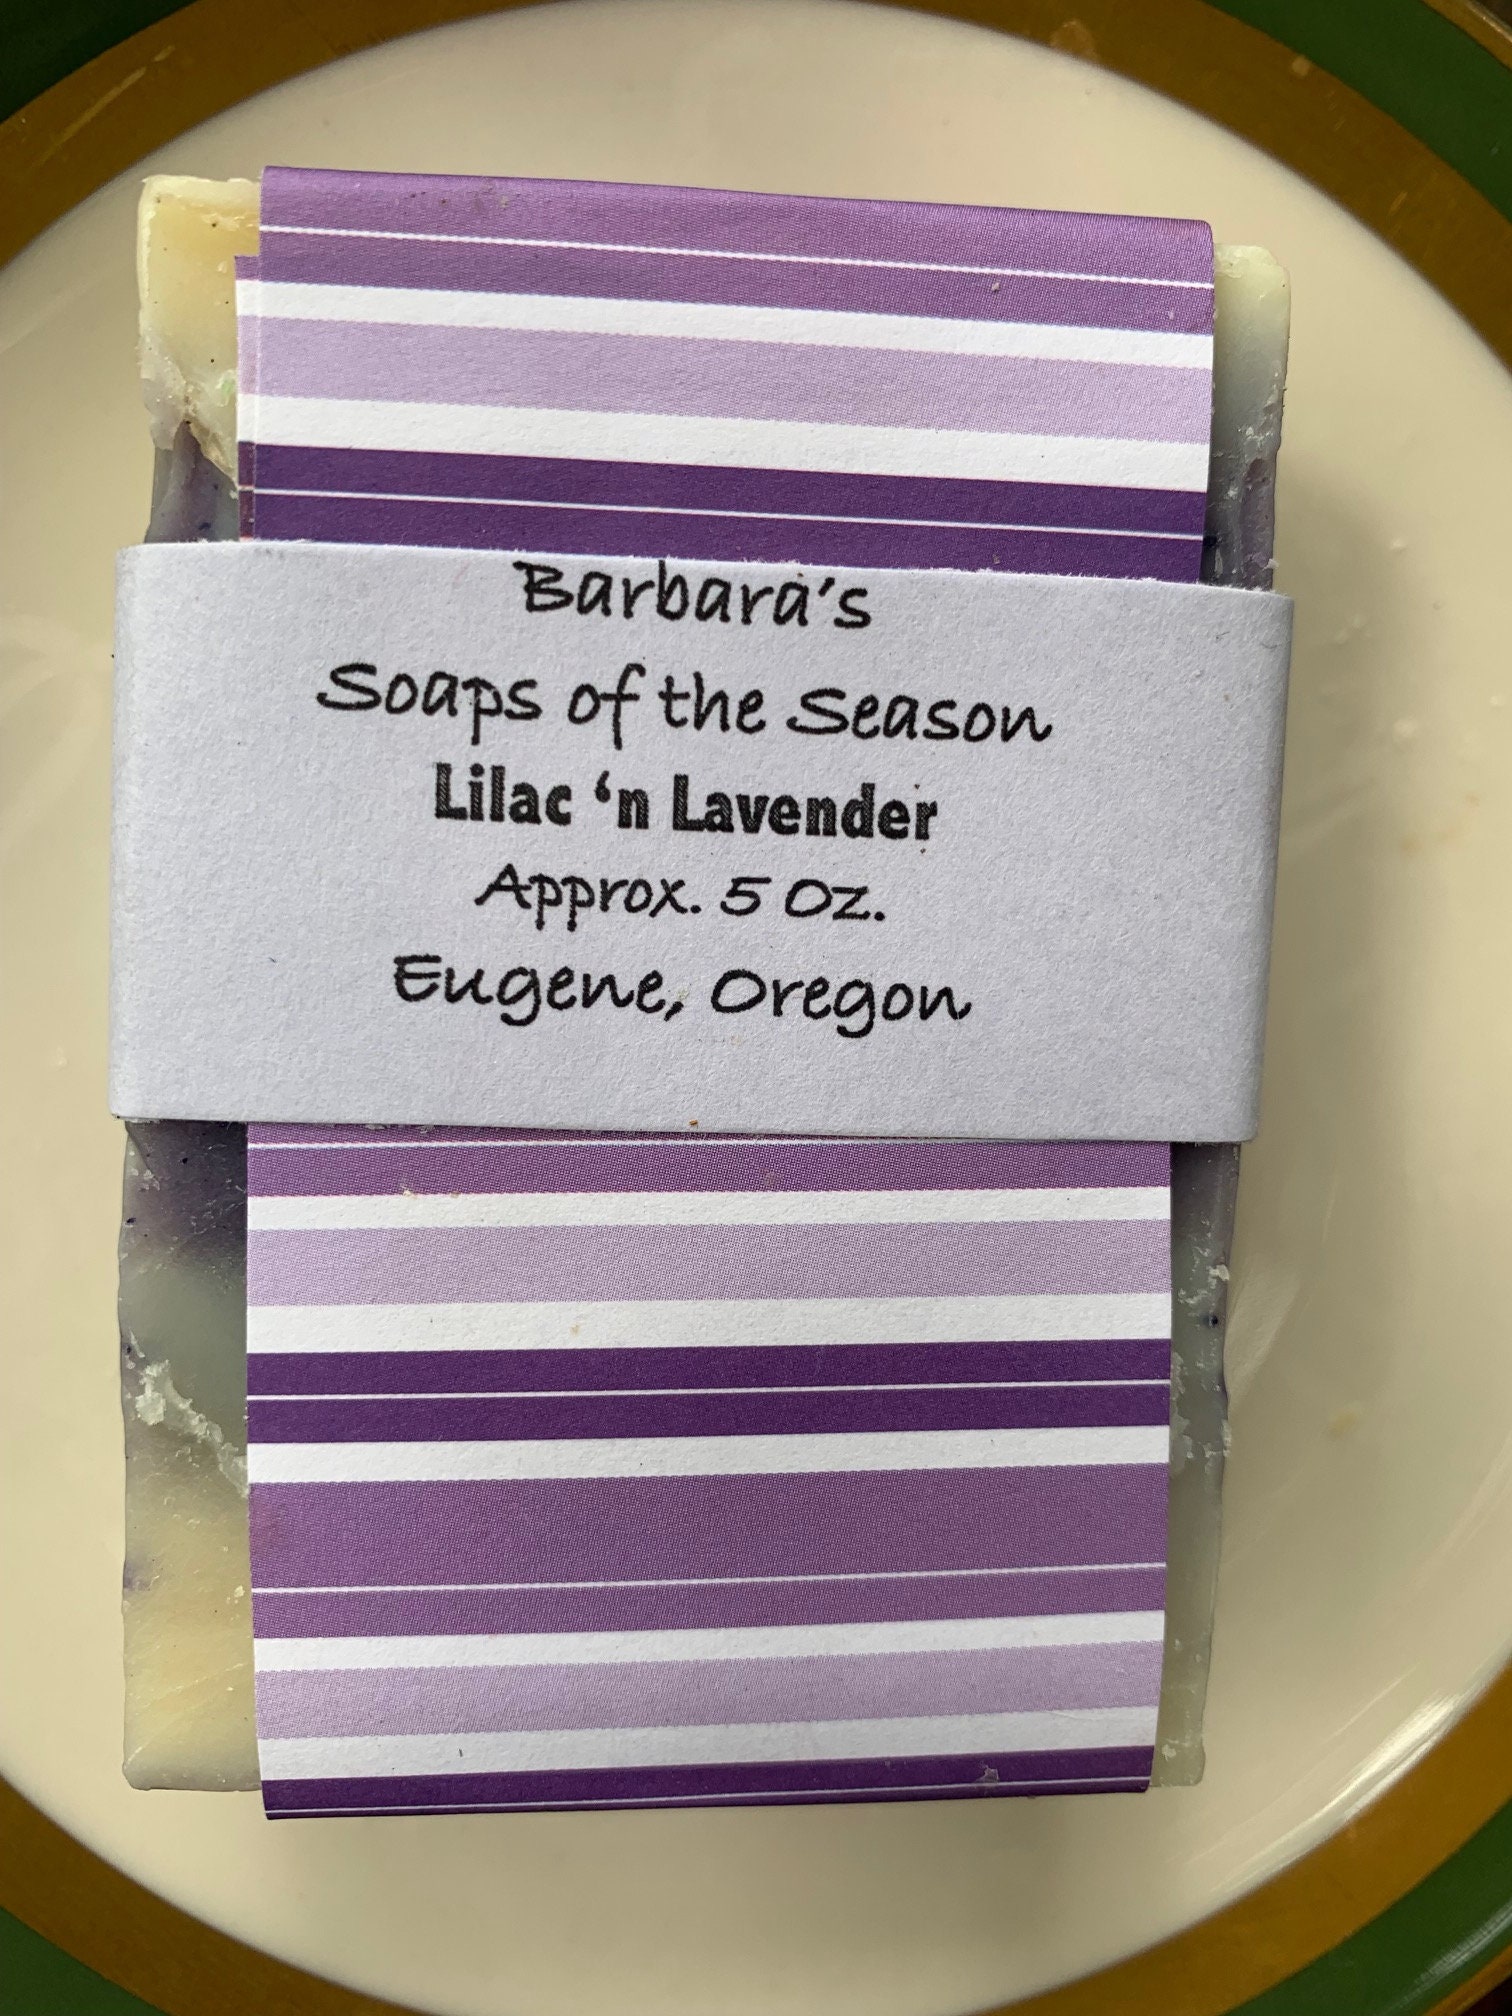 Barbara's
Soaps of the Season
Lilac ‘n Lavender
Approx. 5 Oz.
Eugene, Oregon